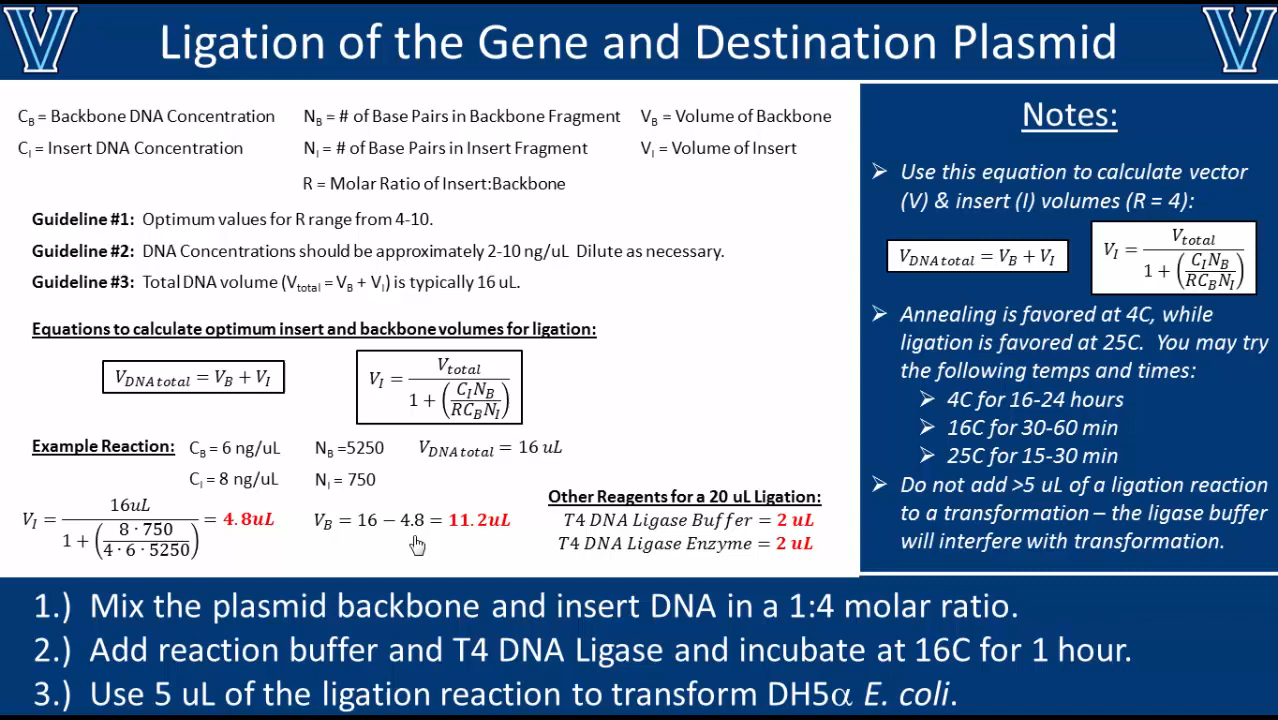 V Ligation of the Gene and Destination Plasmid V
C_B = Backbone DNA Concentration N_B = # of Base Pairs in Backbone Fragment V_B = Volume of Backbone
C_I = Insert DNA Concentration N_I = # of Base Pairs in Insert Fragment V_I = Volume of Insert
R = Molar Ratio of Insert:Backbone
Guideline #1: Optimum values for R range from 4-10.
Guideline #2: DNA Concentrations should be approximately 2-10 ng/uL Dilute as necessary.
Guideline #3: Total DNA volume (V_total = V_B + V_I) is typically 16 uL.
Equations to calculate optimum insert and backbone volumes for ligation:
V_DNA total = V_B + V_I
V_I = V_total / (1 + (C_I N_B / R C_B N_I))
Example Reaction: C_B = 6 ng/uL N_B =5250 V_DNA total = 16 uL
C_I = 8 ng/uL N_I = 750
V_I = 16uL / (1 + (8 · 750 / 4 · 6 · 5250)) = 4.8uL
V_B = 16 − 4.8 = 11.2uL
Other Reagents for a 20 uL Ligation:
T4 DNA Ligase Buffer = 2 uL
T4 DNA Ligase Enzyme = 2 uL
Notes:
➢ Use this equation to calculate vector
(V) & insert (I) volumes (R = 4):
V_DNA total = V_B + V_I
V_I = V_total / (1 + (C_I N_B / R C_B N_I))
➢ Annealing is favored at 4C, while
ligation is favored at 25C. You may try
the following temps and times:
➢ 4C for 16-24 hours
➢ 16C for 30-60 min
➢ 25C for 15-30 min
➢ Do not add >5 uL of a ligation reaction
to a transformation – the ligase buffer
will interfere with transformation.
1.) Mix the plasmid backbone and insert DNA in a 1:4 molar ratio.
2.) Add reaction buffer and T4 DNA Ligase and incubate at 16C for 1 hour.
3.) Use 5 uL of the ligation reaction to transform DH5α E. coli.